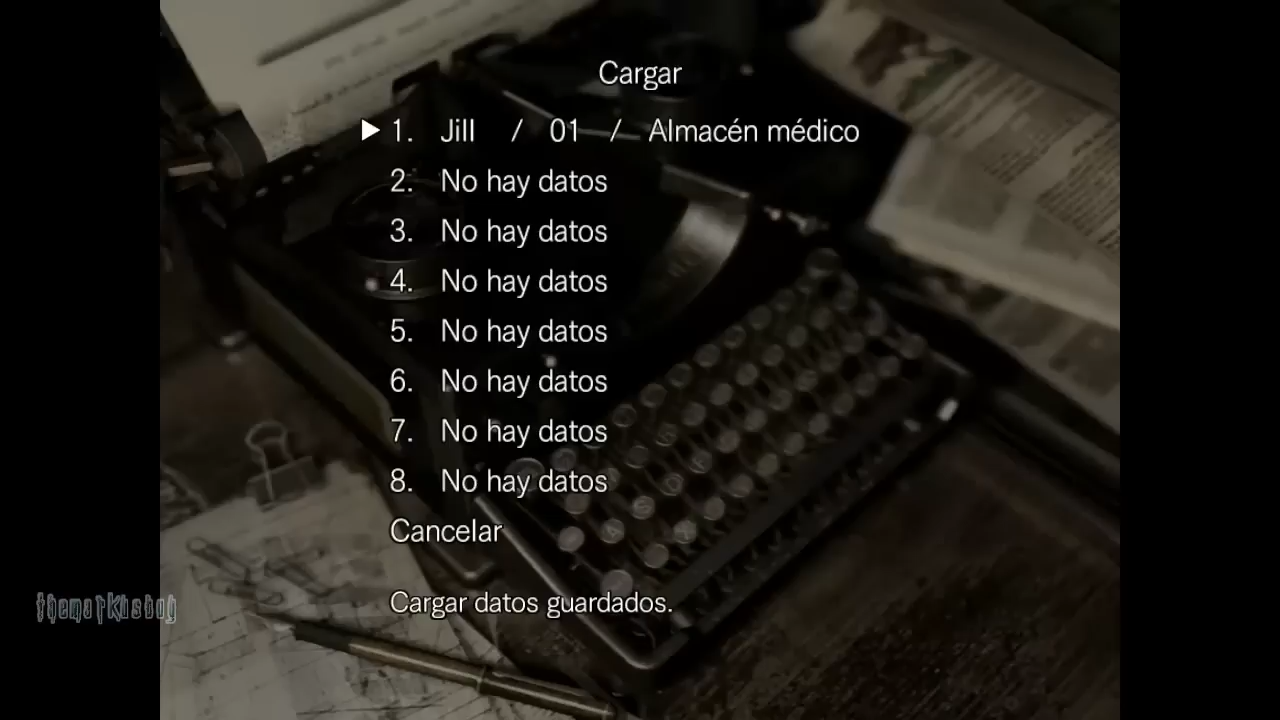 Cargar
1. Jill / 01 / Almacén médico
2. No hay datos
3. No hay datos
4. No hay datos
5. No hay datos
6. No hay datos
7. No hay datos
8. No hay datos
Cancelar
Cargar datos guardados.